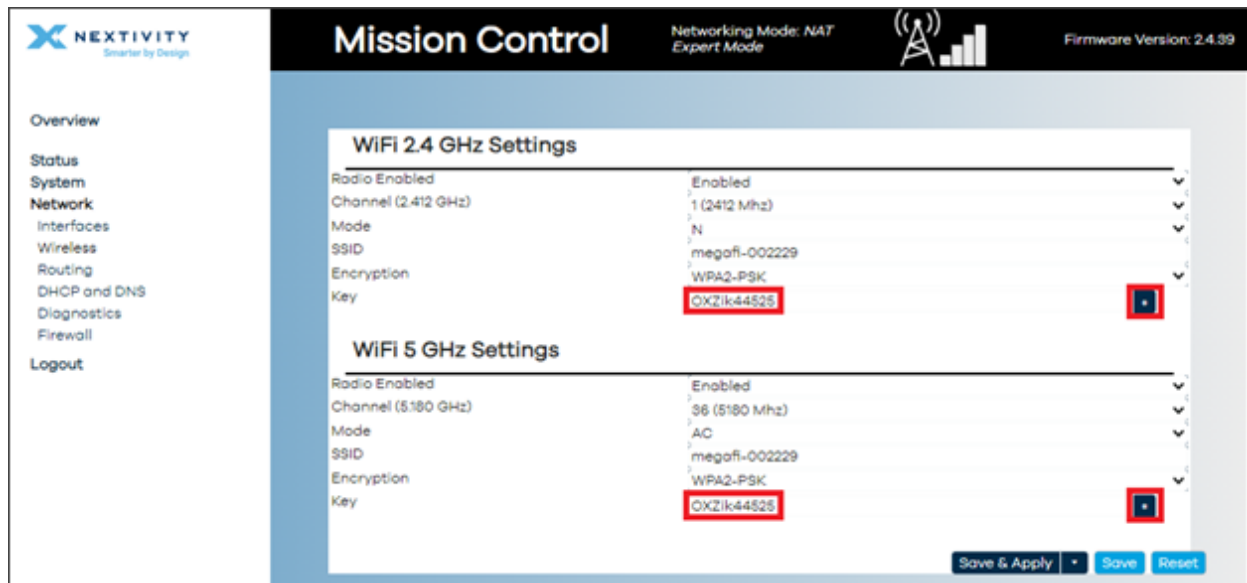 NEXTIVITY
Smarter by Design
Mission Control
Networking Mode: NAT
Expert Mode
Firmware Version: 2.4.39
Overview
Status
System
Network
Interfaces
Wireless
Routing
DHCP and DNS
Diagnostics
Firewall
Logout
WiFi 2.4 GHz Settings
Radio Enabled Enabled
Channel (2.412 GHz) 1 (2412 Mhz)
Mode N
SSID megafi-002229
Encryption WPA2-PSK
Key OXZik44525
WiFi 5 GHz Settings
Radio Enabled Enabled
Channel (5.180 GHz) 36 (5180 Mhz)
Mode AC
SSID megafi-002229
Encryption WPA2-PSK
Key OXZik44525
Save & Apply Save Reset